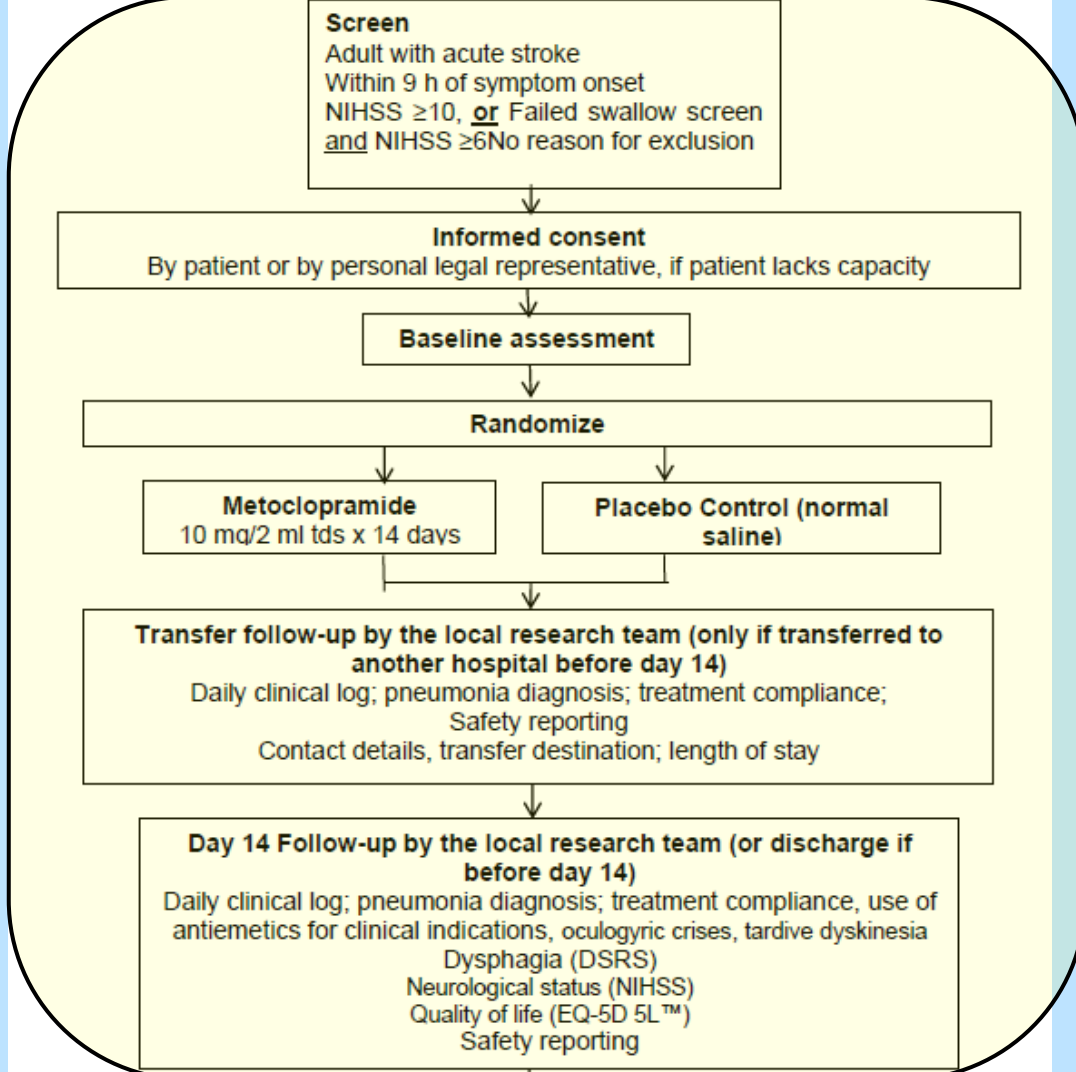 Screen
Adult with acute stroke
Within 9 h of symptom onset
NIHSS ≥10, or Failed swallow screen
and NIHSS ≥6No reason for exclusion
Informed consent
By patient or by personal legal representative, if patient lacks capacity
Baseline assessment
Randomize
Metoclopramide
10 mg/2 ml tds x 14 days
Placebo Control (normal
saline)
Transfer follow-up by the local research team (only if transferred to
another hospital before day 14)
Daily clinical log; pneumonia diagnosis; treatment compliance;
Safety reporting
Contact details, transfer destination; length of stay
Day 14 Follow-up by the local research team (or discharge if
before day 14)
Daily clinical log; pneumonia diagnosis; treatment compliance, use of
antiemetics for clinical indications, oculogyric crises, tardive dyskinesia
Dysphagia (DSRS)
Neurological status (NIHSS)
Quality of life (EQ-5D 5L™)
Safety reporting